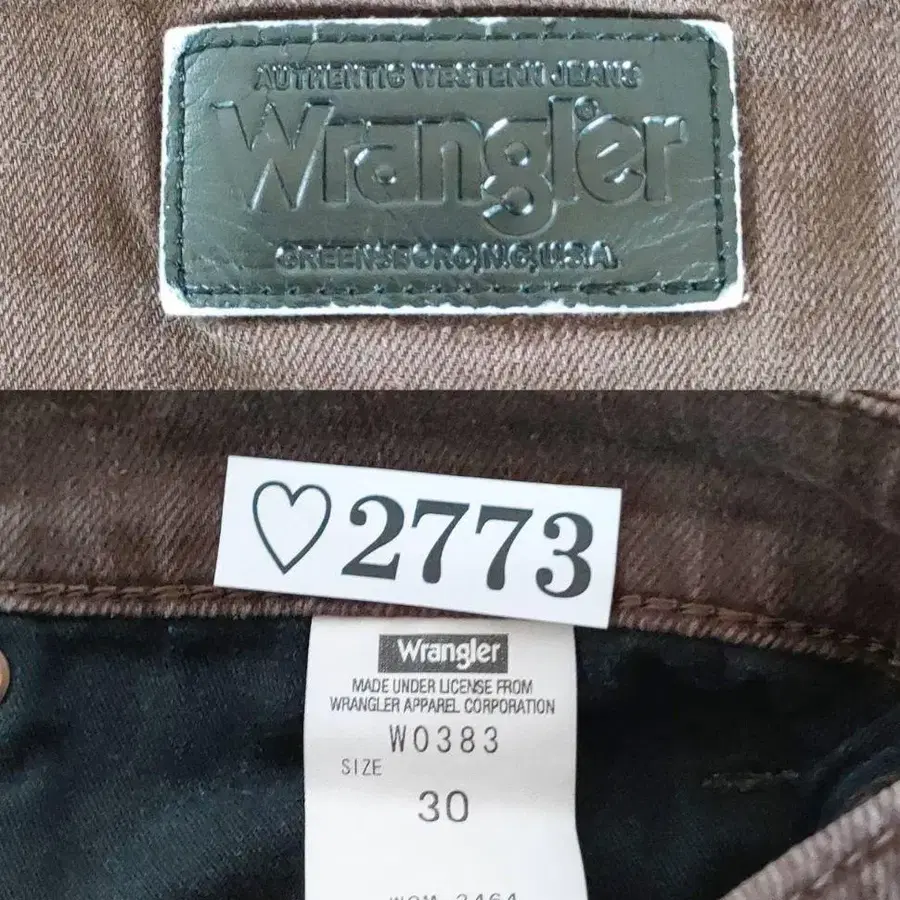 AUTHENTIC WESTERN JEANS
Wrangler
GREENSBORO,N.C,U.S.A.
♡2773
Wrangler
MADE UNDER LICENSE FROM
WRANGLER APPAREL CORPORATION
W0383
SIZE
30